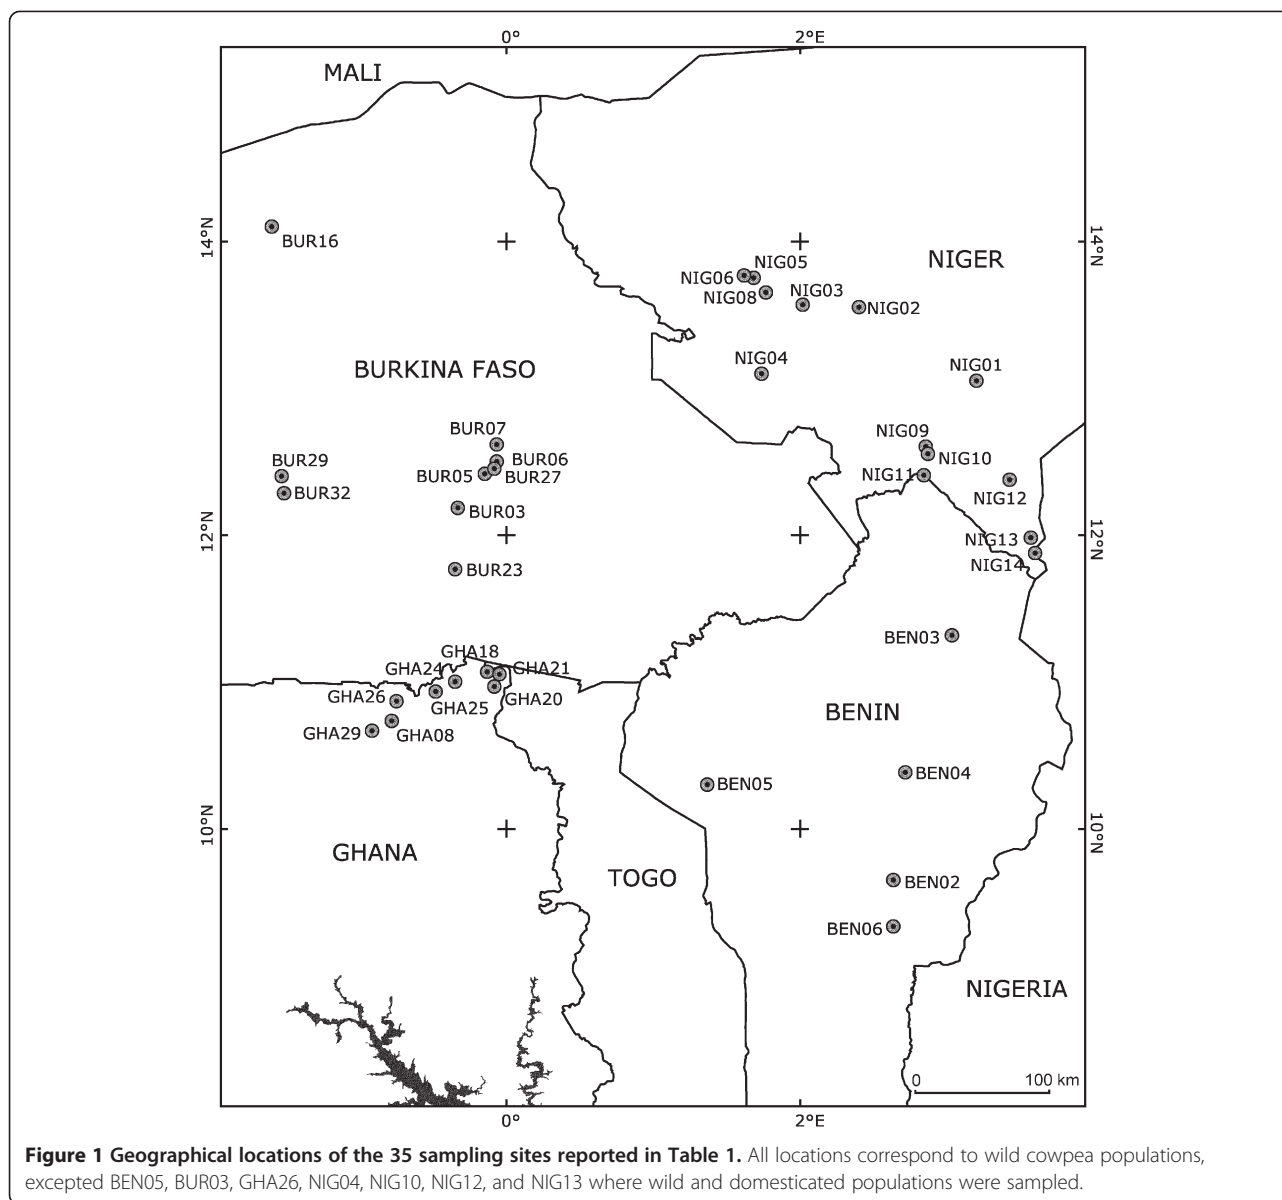 0°
2°E
MALI
14°N
14°N
BUR16
NIGER
NIG05
NIG06
NIG08
NIG03
NIG02
NIG04
NIG01
BURKINA FASO
BUR07
NIG09
BUR29
BUR06
NIG10
BUR05
BUR27
NIG11
BUR32
NIG12
BUR03
12°N
12°N
NIG13
NIG14
BUR23
BEN03
GHA18
GHA24
GHA21
GHA26
GHA20
GHA25
GHA29
GHA08
BENIN
BEN04
BEN05
10°N
10°N
GHANA
TOGO
BEN02
BEN06
NIGERIA
0
100 km
0°
2°E
Figure 1 Geographical locations of the 35 sampling sites reported in Table 1. All locations correspond to wild cowpea populations,
excepted BEN05, BUR03, GHA26, NIG04, NIG10, NIG12, and NIG13 where wild and domesticated populations were sampled.